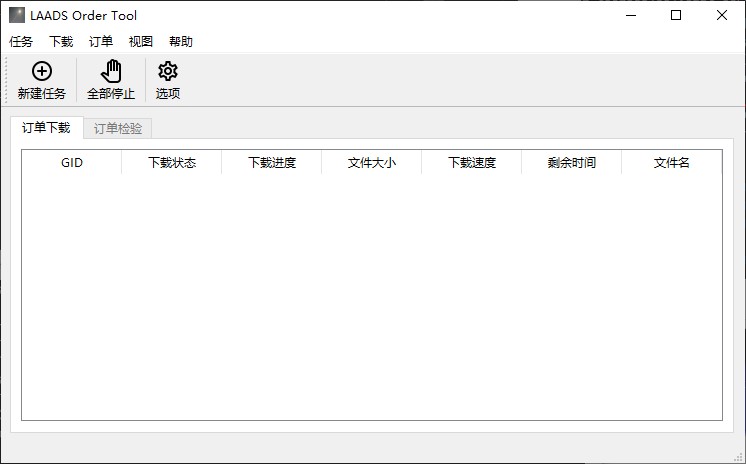 LAADS Order Tool
任务 下载 订单 视图 帮助
新建任务 全部停止 选项
订单下载 订单检验
GID 下载状态 下载进度 文件大小 下载速度 剩余时间 文件名